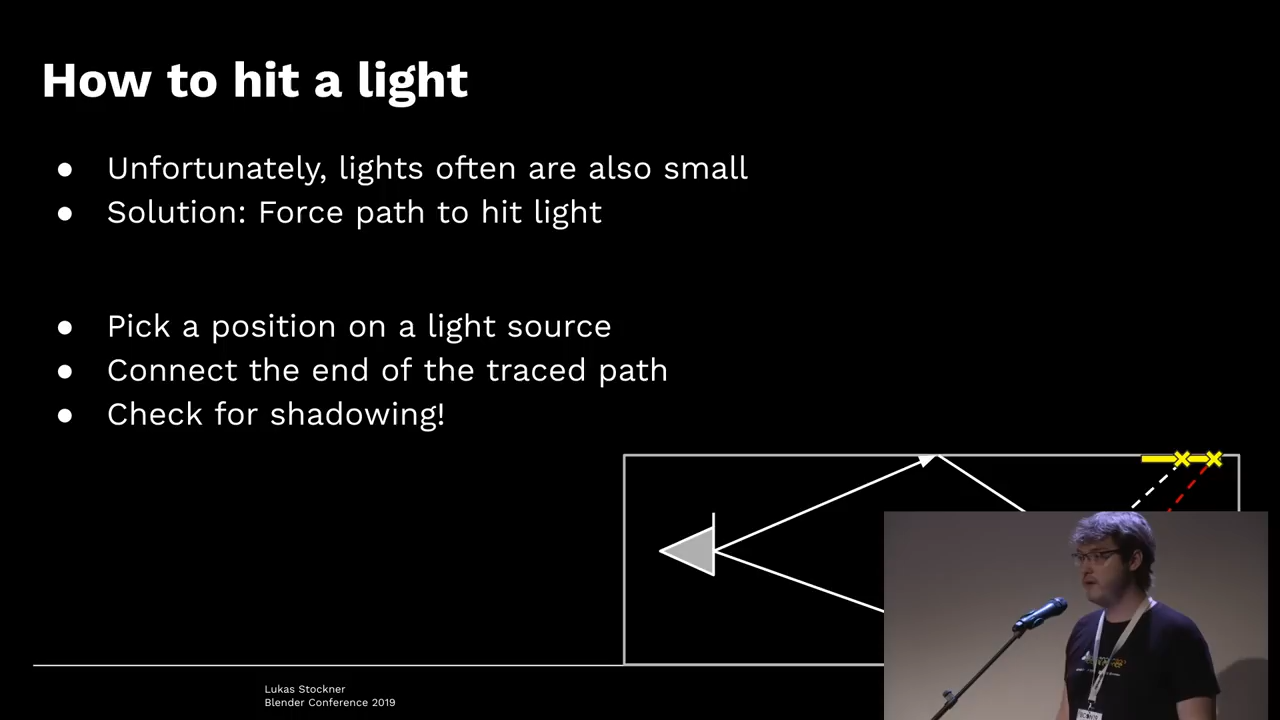 How to hit a light
● Unfortunately, lights often are also small
● Solution: Force path to hit light
● Pick a position on a light source
● Connect the end of the traced path
● Check for shadowing!
Lukas Stockner
Blender Conference 2019